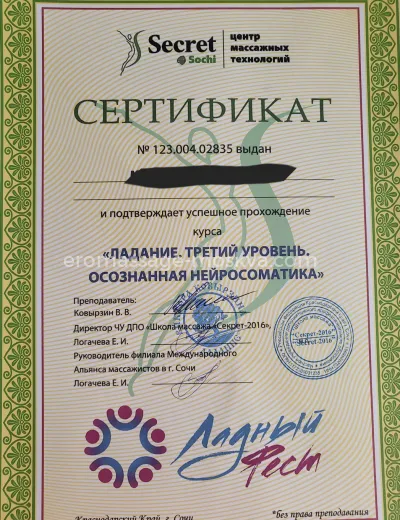 Secret
Sochi
центр
массажных
технологий
СЕРТИФИКАТ
№ 123.004.02835 выдан
и подтверждает успешное прохождение
курса
«ЛАДАНИЕ. ТРЕТИЙ УРОВЕНЬ.
ОСОЗНАННАЯ НЕЙРОСОМАТИКА»
Преподаватель:
Ковырзин В. В.
Директор ЧУ ДПО «Школа массажа «Секрет-2016»,
Логачева Е. И.
Руководитель филиала Международного
Альянса массажистов в г. Сочи
Логачева Е. И.
"Секрет-2016"
Ладный
Фест
Краснодарский Край, г. Сочи
*без права преподавания